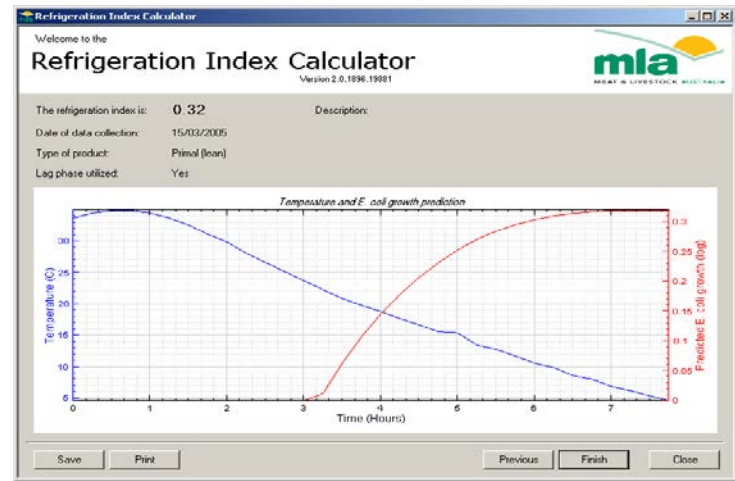 Refrigeration Index Calculator
Welcome to the
Refrigeration Index Calculator
Version 2.0.1896.19881
mla
MEAT & LIVESTOCK AUSTRALIA
The refrigeration index is: 0.32 Description:
Date of data collection: 15/03/2005
Type of product: Primal (lean)
Lag phase utilized: Yes
Temperature and E. coli growth prediction
Temperature (C)
30
25
20
15
10
5
0 1 2 3 4 5 6 7
Time (Hours)
0.3
0.25
0.2
0.15
0.1
0.05
0
Predicted E. coli growth (log)
Save Print Previous Finish Close